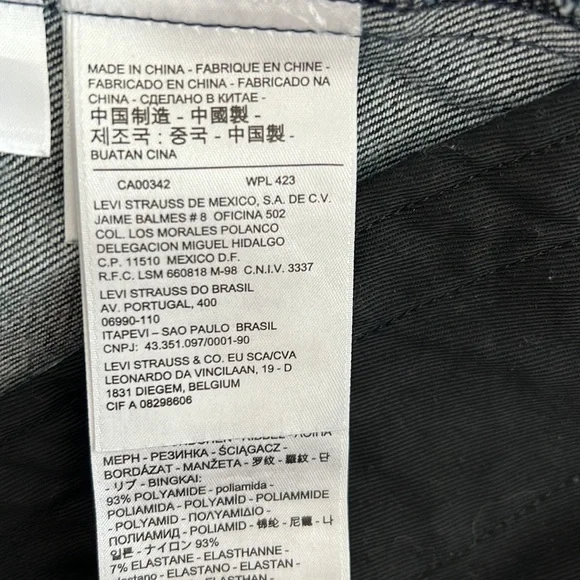 MADE IN CHINA - FABRIQUE EN CHINE -
FABRICADO EN CHINA - FABRICADO NA
CHINA - СДЕЛАНО В КИТАЕ -
中国制造 - 中國製 -
제조국 : 중국 - 中国製 -
BUATAN CINA
CA00342 WPL 423
LEVI STRAUSS DE MEXICO, S.A. DE C.V.
JAIME BALMES # 8 OFICINA 502
COL. LOS MORALES POLANCO
DELEGACION MIGUEL HIDALGO
C.P. 11510 MEXICO D.F.
R.F.C. LSM 660818 M-98 C.N.I.V. 3337
LEVI STRAUSS DO BRASIL
AV. PORTUGAL, 400
06990-110
ITAPEVI – SAO PAULO BRASIL
CNPJ: 43.351.097/0001-90
LEVI STRAUSS & CO. EU SCA/CVA
LEONARDO DA VINCILAAN, 19 - D
1831 DIEGEM, BELGIUM
CIF A 08298606
МЕРН - РЕЗИНКА - ŚCIĄGACZ -
BORDÁZAT - MANŽETA - 罗纹 - 羅紋 - 단
- リブ - BINGKAI:
93% POLYAMIDE - poliamida -
POLIAMIDA - POLYAMID - POLIAMMIDE
- POLYAMID - ΠΟΛΥΑΜΙΔΙΟ -
ПОЛИАМИД - POLIAMID - 锦纶 - 尼龍 - 나
일론 - ナイロン 93%
7% ELASTANE - ELASTHANNE -
elastano - ELASTANO - ELASTAN -